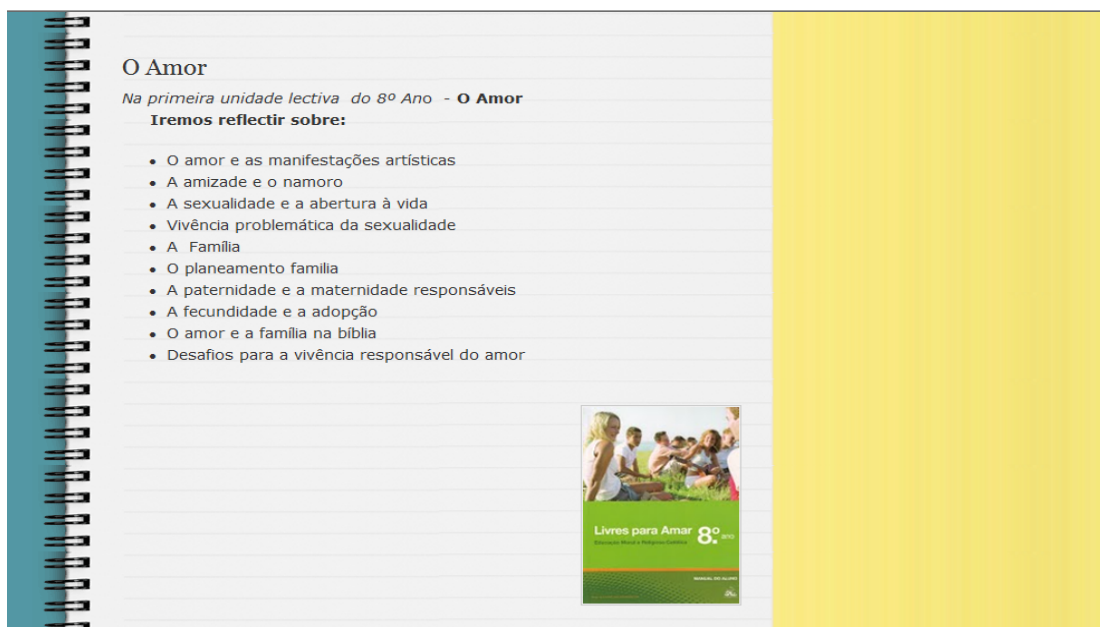 O Amor
Na primeira unidade lectiva do 8º Ano - O Amor
Iremos reflectir sobre:
• O amor e as manifestações artísticas
• A amizade e o namoro
• A sexualidade e a abertura à vida
• Vivência problemática da sexualidade
• A Família
• O planeamento familia
• A paternidade e a maternidade responsáveis
• A fecundidade e a adopção
• O amor e a família na bíblia
• Desafios para a vivência responsável do amor
Livres para Amar 8.º ano
Educação Moral e Religiosa Católica
MANUAL DO ALUNO